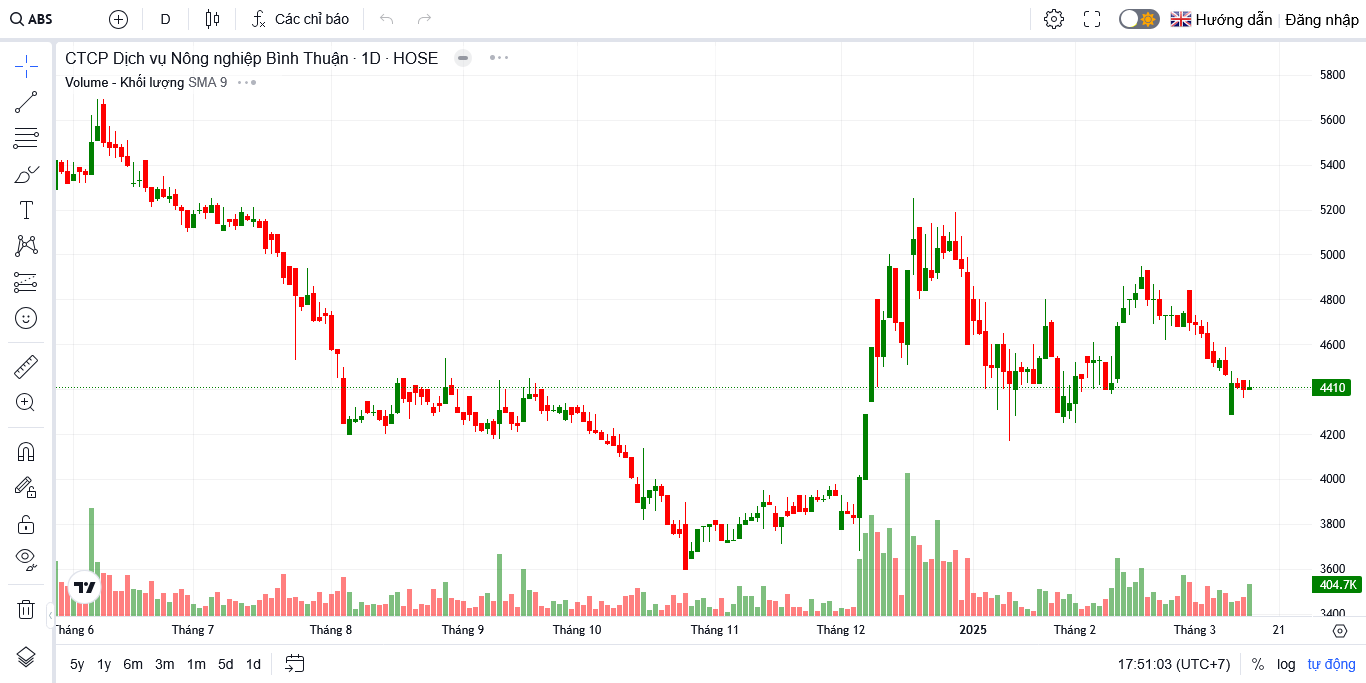 ABS D Các chỉ báo Hướng dẫn Đăng nhập
CTCP Dịch vụ Nông nghiệp Bình Thuận · 1D · HOSE
Volume - Khối lượng SMA 9
5800
5600
5400
5200
5000
4800
4600
4410
4200
4000
3800
3600
404.7K
3400
Tháng 6 Tháng 7 Tháng 8 Tháng 9 Tháng 10 Tháng 11 Tháng 12 2025 Tháng 2 Tháng 3 21
5y 1y 6m 3m 1m 5d 1d 17:51:03 (UTC+7) % log tự động